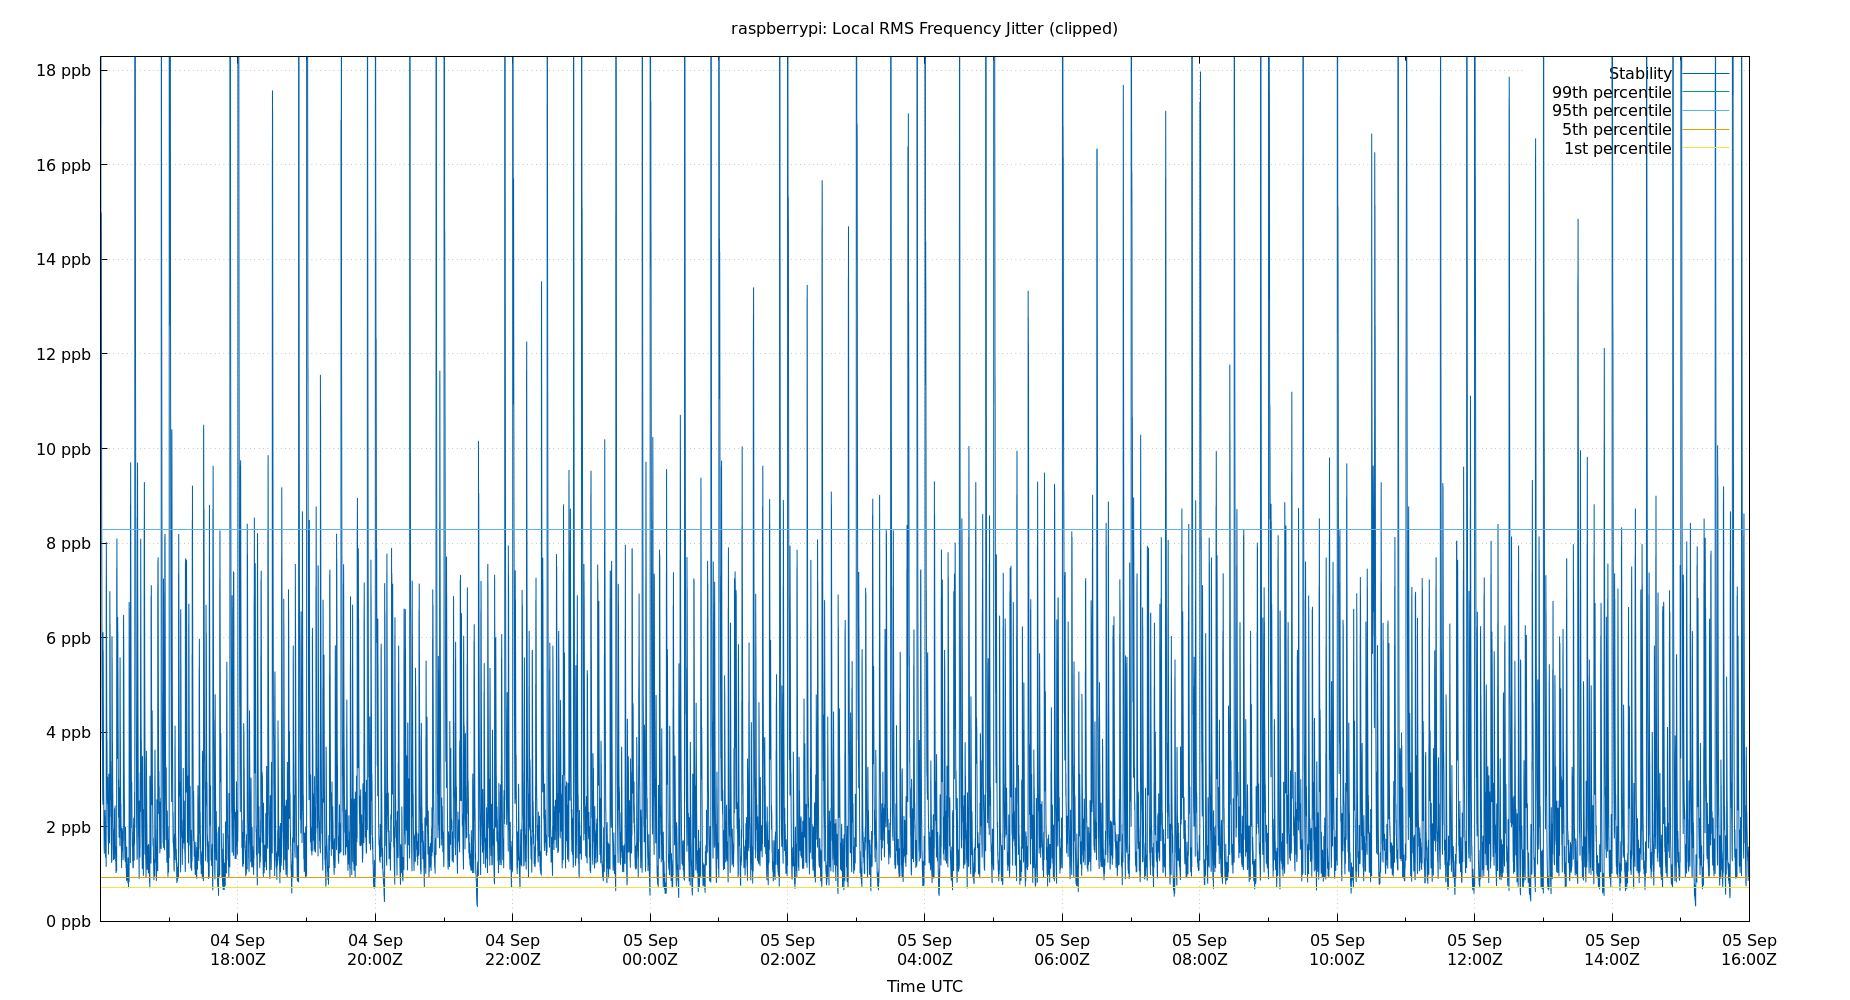 raspberrypi: Local RMS Frequency Jitter (clipped)
18 ppb
16 ppb
14 ppb
12 ppb
10 ppb
8 ppb
6 ppb
4 ppb
2 ppb
0 ppb
Stability
99th percentile
95th percentile
5th percentile
1st percentile
04 Sep 04 Sep 04 Sep 05 Sep 05 Sep 05 Sep 05 Sep 05 Sep 05 Sep 05 Sep 05 Sep 05 Sep
18:00Z 20:00Z 22:00Z 00:00Z 02:00Z 04:00Z 06:00Z 08:00Z 10:00Z 12:00Z 14:00Z 16:00Z
Time UTC